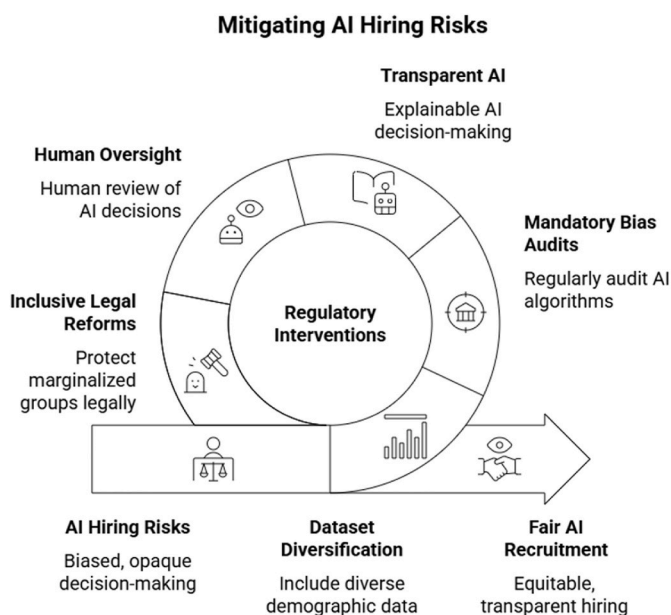 Mitigating AI Hiring Risks
Transparent AI
Explainable AI
decision-making
Human Oversight
Human review of
AI decisions
Mandatory Bias
Audits
Regularly audit AI
algorithms
Inclusive Legal
Reforms
Protect
marginalized
groups legally
Regulatory
Interventions
AI Hiring Risks
Biased, opaque
decision-making
Dataset
Diversification
Include diverse
demographic data
Fair AI
Recruitment
Equitable,
transparent hiring